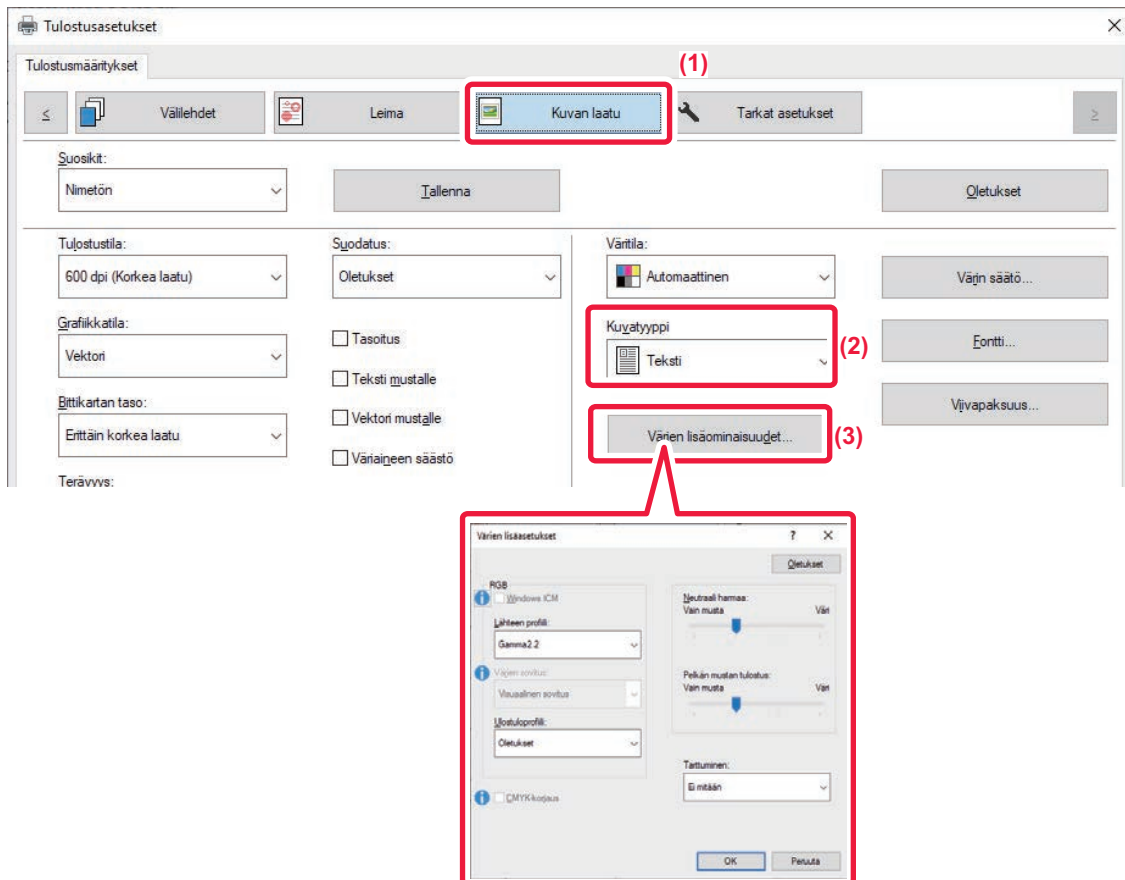 Tulostusasetukset
Tulostusmääritykset
(1)
<
Välilehdet
Leima
Kuvan laatu
Tarkat asetukset
>
Suosikit:
Nimetön
Tallenna
Oletukset
Tulostustila:
600 dpi (Korkea laatu)
Suodatus:
Oletukset
Väritila:
Automaattinen
Värin säätö...
Grafiikkatila:
Vektori
Tasoitus
Kuvatyyppi
Teksti
(2)
Fontti...
Teksti mustalle
Bittikartan taso:
Erittäin korkea laatu
Vektori mustalle
Viivapaksuus...
Värien lisäominaisuudet...
(3)
Väriaineen säästö
Terävyys:
Värien lisäasetukset
?
Oletukset
RGB
Windows ICM
Lähteen profiili:
Gamma2.2
Värien sovitus:
Visuaalinen sovitus
Ulostuloprofiili:
Oletukset
CMYK-korjaus
Neutraali harmaa:
Vain musta Väri
Pelkän mustan tulostus:
Vain musta Väri
Tarttuminen:
Ei mitään
OK
Peruuta